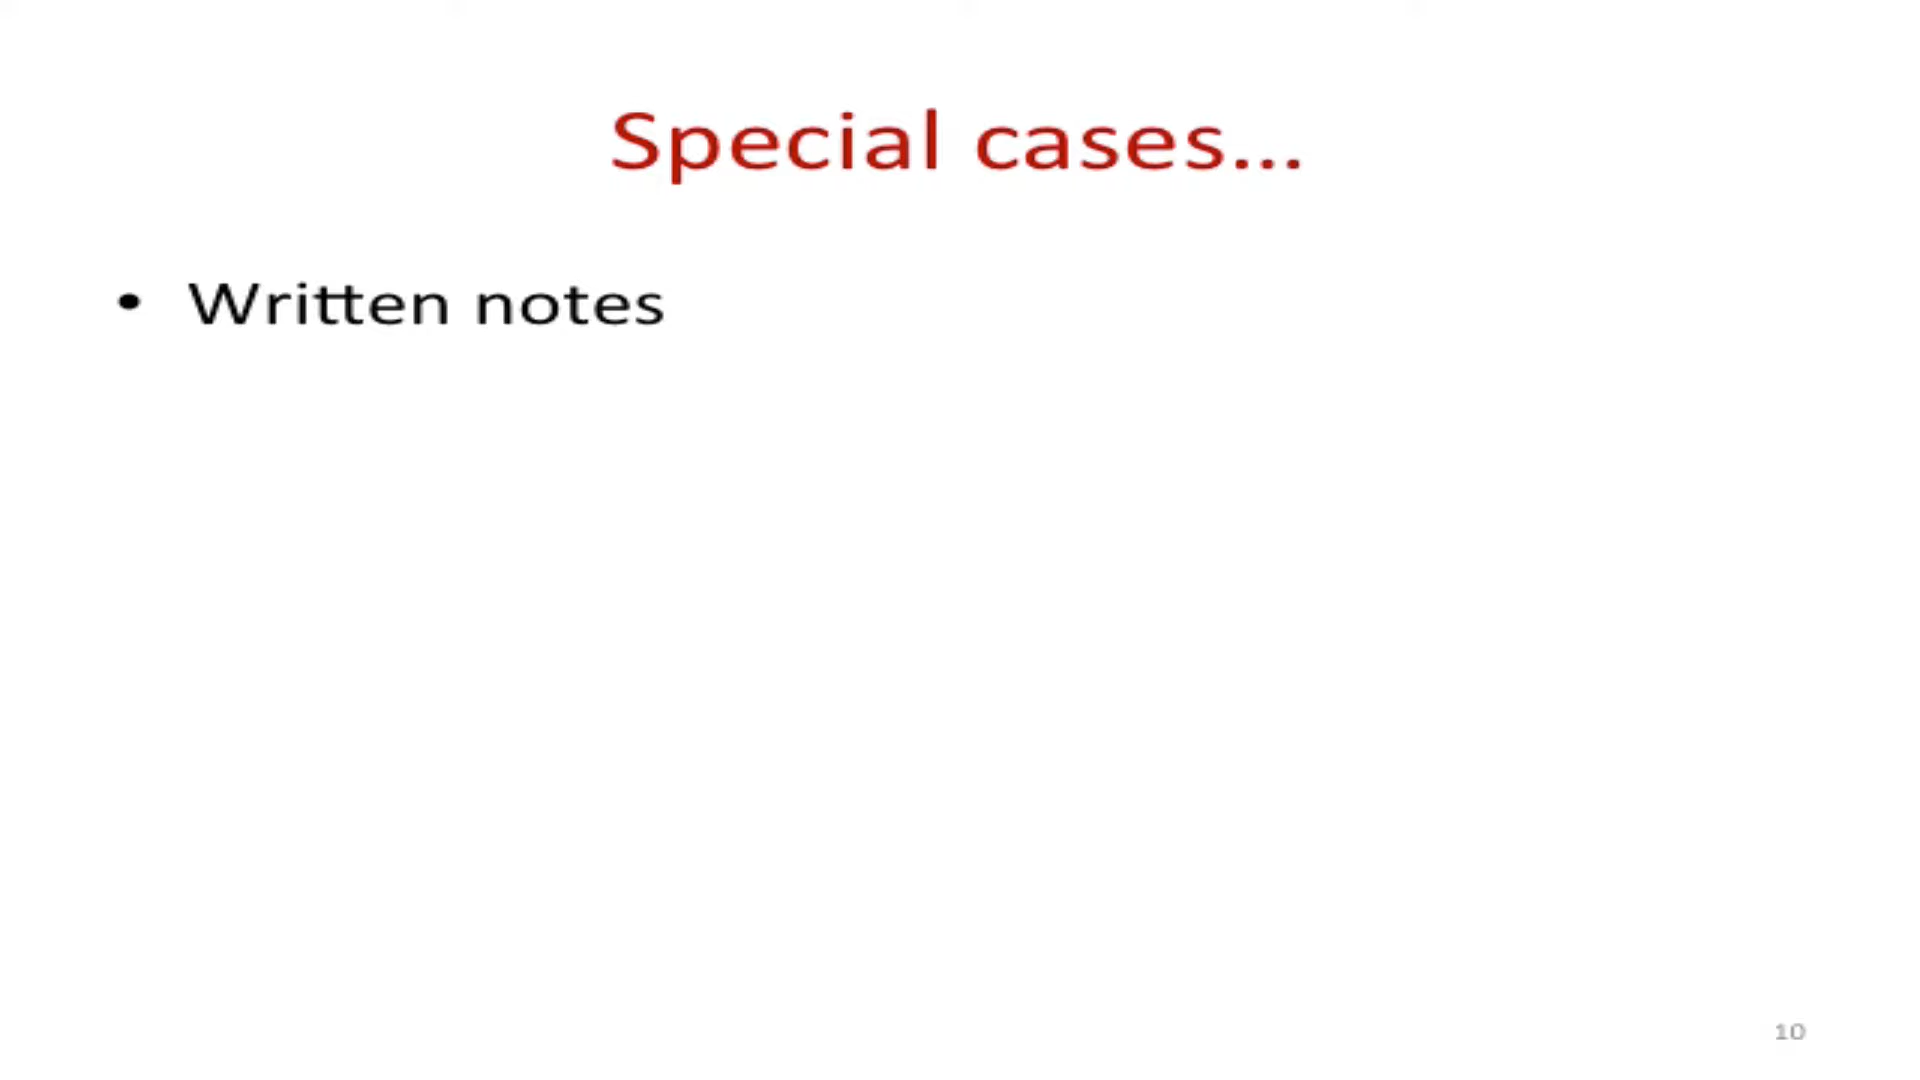 Special cases...
• Written notes
10